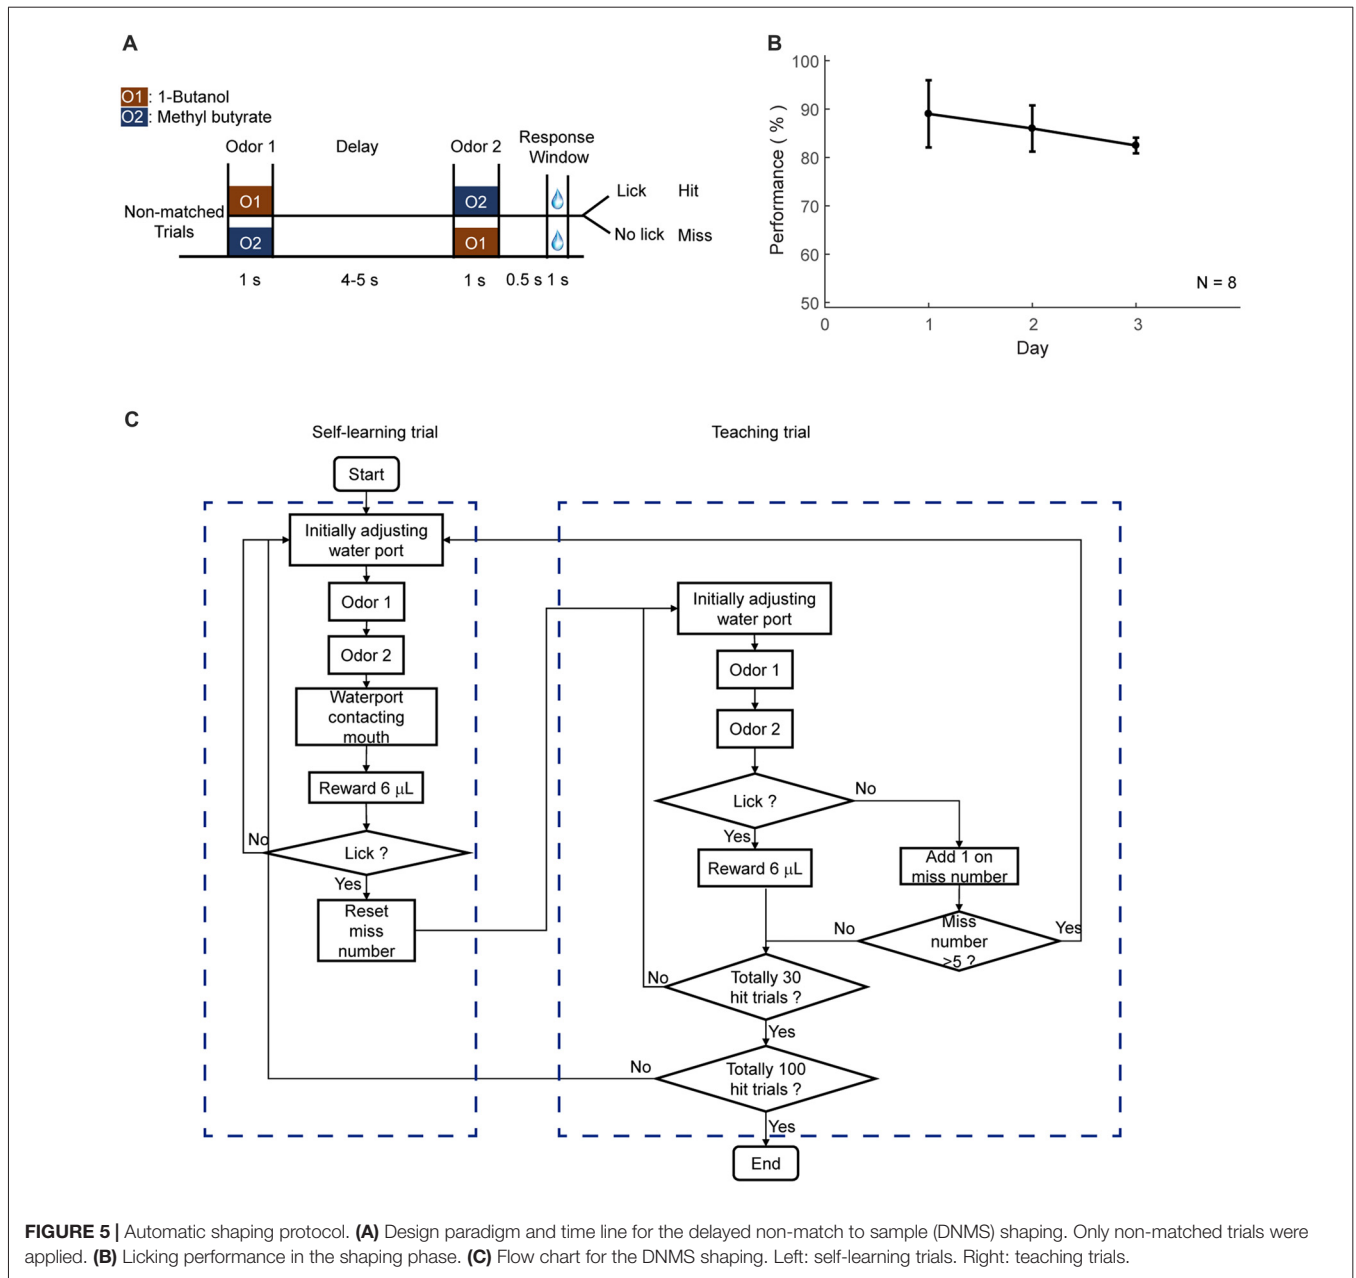 A
O1 : 1-Butanol
O2 : Methyl butyrate
Odor 1
Delay
Odor 2
Response
Window
Non-matched
Trials
O1
O2
O2
O1
Lick
Hit
No lick
Miss
1 s
4-5 s
1 s
0.5 s
1 s
B
Performance ( % )
100
90
80
70
60
50
0
1
2
3
Day
N = 8
C
Self-learning trial
Start
Initially adjusting
water port
Odor 1
Odor 2
Waterport
contacting
mouth
Reward 6 μL
Lick ?
No
Yes
Reset
miss
number
Teaching trial
Initially adjusting
water port
Odor 1
Odor 2
Lick ?
No
Yes
Reward 6 μL
Add 1 on
miss number
Miss
number
>5 ?
No
Yes
Totally 30
hit trials ?
No
Yes
Totally 100
hit trials ?
No
Yes
End
FIGURE 5 | Automatic shaping protocol. (A) Design paradigm and time line for the delayed non-match to sample (DNMS) shaping. Only non-matched trials were
applied. (B) Licking performance in the shaping phase. (C) Flow chart for the DNMS shaping. Left: self-learning trials. Right: teaching trials.